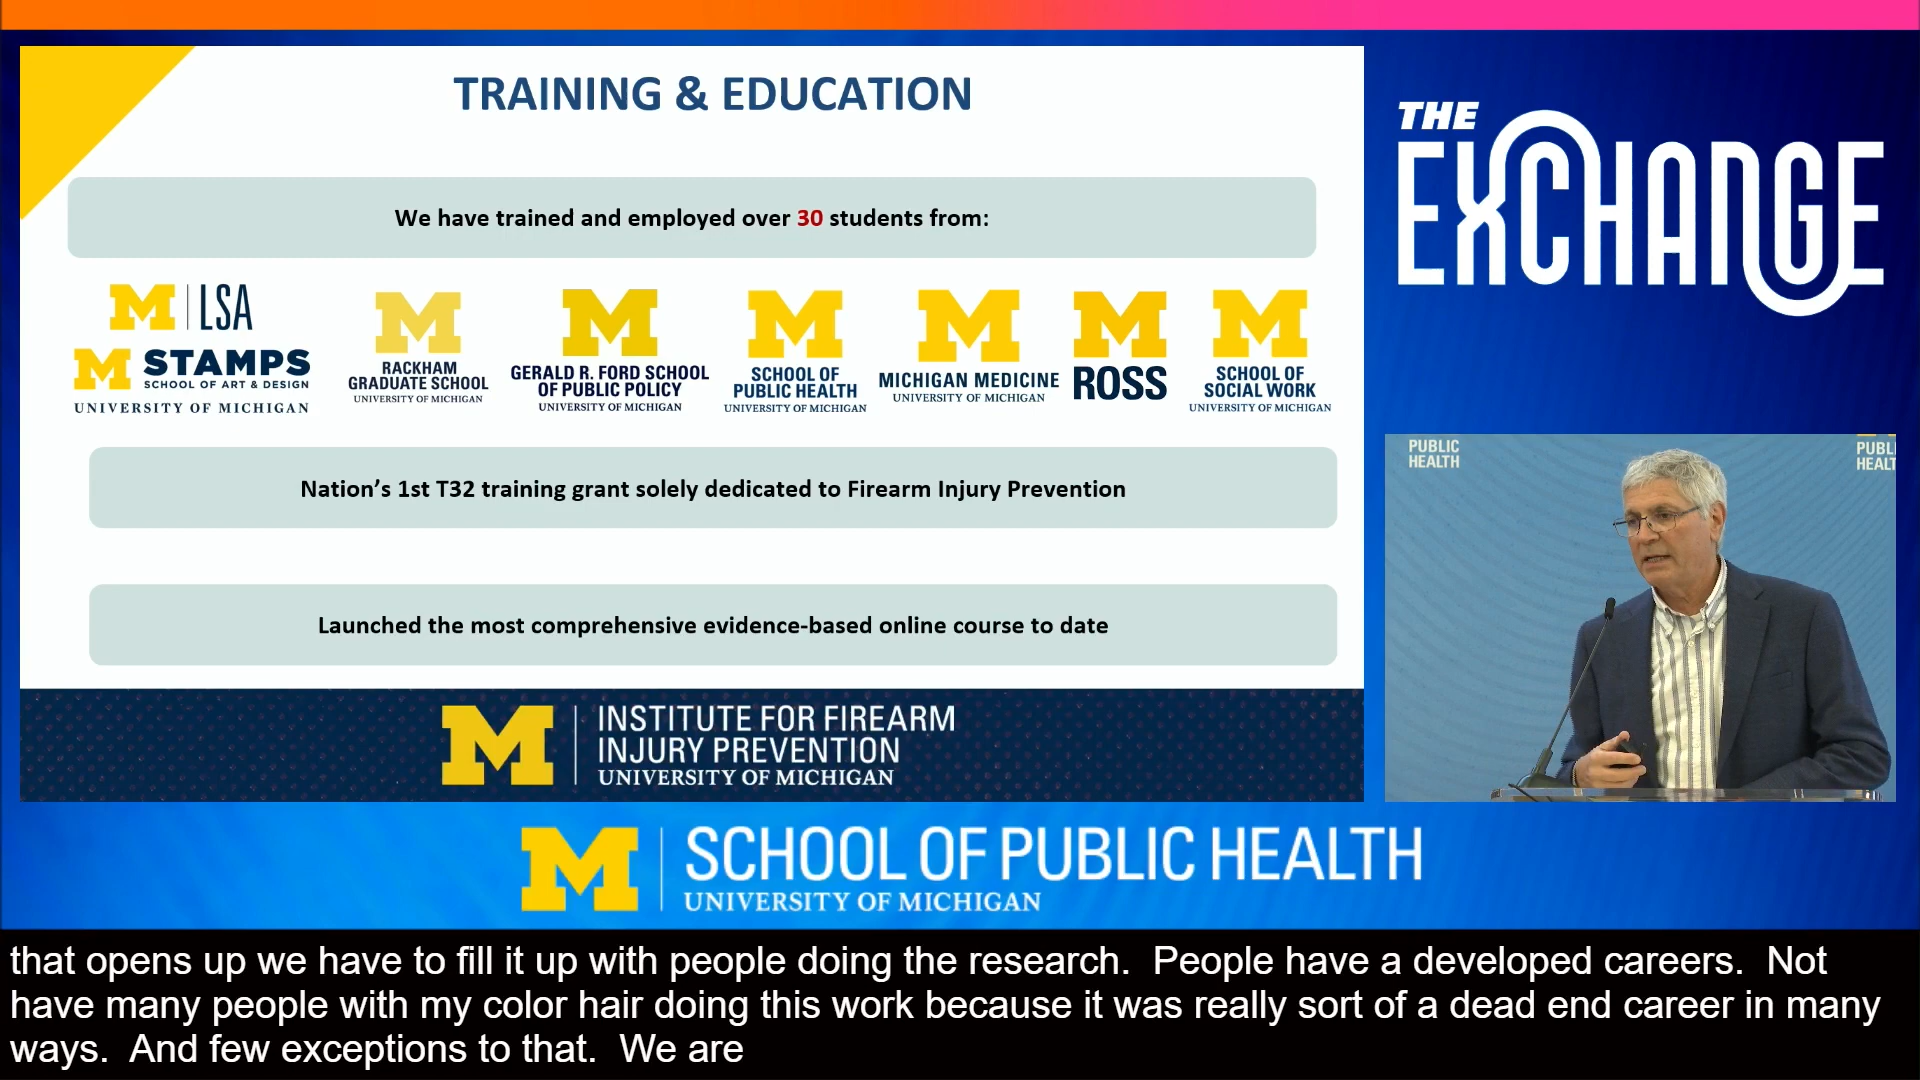 TRAINING & EDUCATION
We have trained and employed over 30 students from:
M LSA
M STAMPS
SCHOOL OF ART & DESIGN
UNIVERSITY OF MICHIGAN
M
RACKHAM
GRADUATE SCHOOL
UNIVERSITY OF MICHIGAN
M
GERALD R. FORD SCHOOL
OF PUBLIC POLICY
UNIVERSITY OF MICHIGAN
M
SCHOOL OF
PUBLIC HEALTH
UNIVERSITY OF MICHIGAN
M
MICHIGAN MEDICINE
UNIVERSITY OF MICHIGAN
M
ROSS
M
SCHOOL OF
SOCIAL WORK
UNIVERSITY OF MICHIGAN
Nation’s 1st T32 training grant solely dedicated to Firearm Injury Prevention
Launched the most comprehensive evidence-based online course to date
M
INSTITUTE FOR FIREARM
INJURY PREVENTION
UNIVERSITY OF MICHIGAN
THE
EXCHANGE
PUBLIC
HEALTH
PUBL
HEALT
M
SCHOOL OF PUBLIC HEALTH
UNIVERSITY OF MICHIGAN
that opens up we have to fill it up with people doing the research.  People have a developed careers.  Not
have many people with my color hair doing this work because it was really sort of a dead end career in many
ways.  And few exceptions to that.  We are